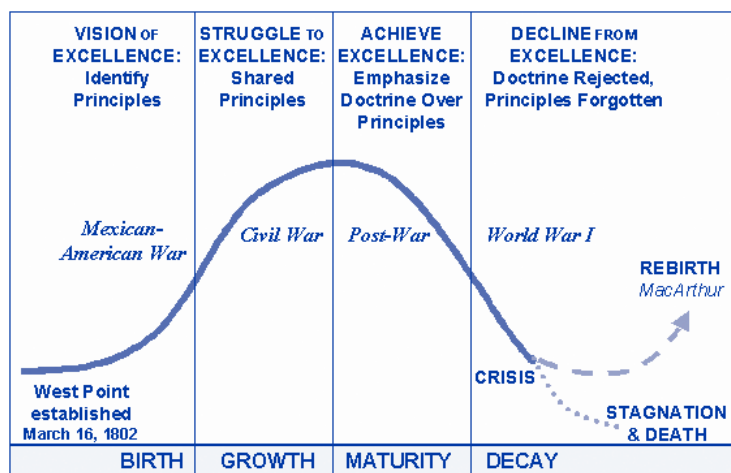 VISION OF
EXCELLENCE:
Identify
Principles
STRUGGLE TO
EXCELLENCE:
Shared
Principles
ACHIEVE
EXCELLENCE:
Emphasize
Doctrine Over
Principles
DECLINE FROM
EXCELLENCE:
Doctrine Rejected,
Principles Forgotten
Mexican-
American War
Civil War
Post-War
World War I
REBIRTH
MacArthur
CRISIS
STAGNATION
& DEATH
West Point
established
March 16, 1802
BIRTH
GROWTH
MATURITY
DECAY